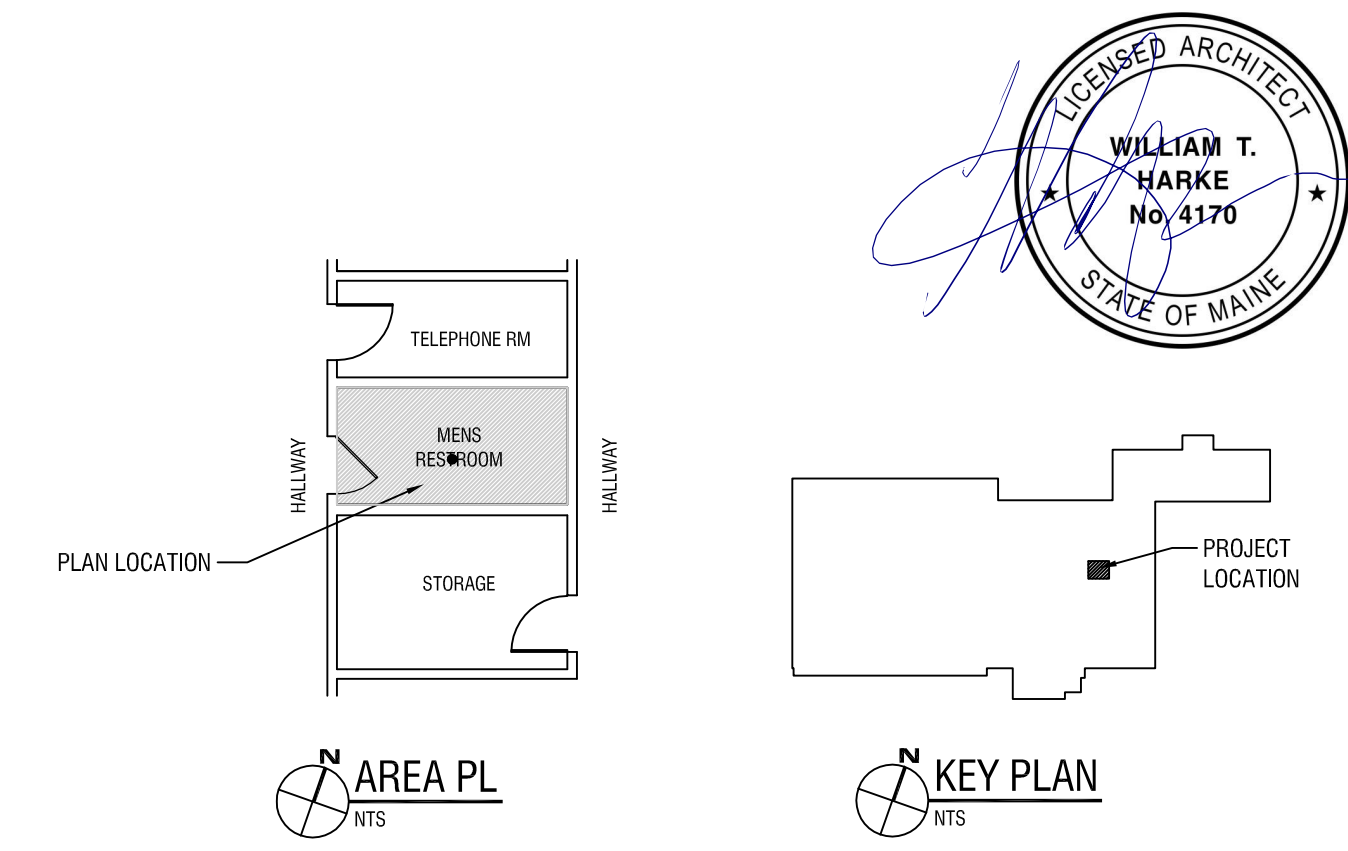 LICENSED ARCHITECT
WILLIAM T.
HARKE
No. 4170
STATE OF MAINE
TELEPHONE RM
MENS
RESTROOM
HALLWAY
HALLWAY
PLAN LOCATION
STORAGE
PROJECT
LOCATION
N
AREA PL
NTS
N
KEY PLAN
NTS